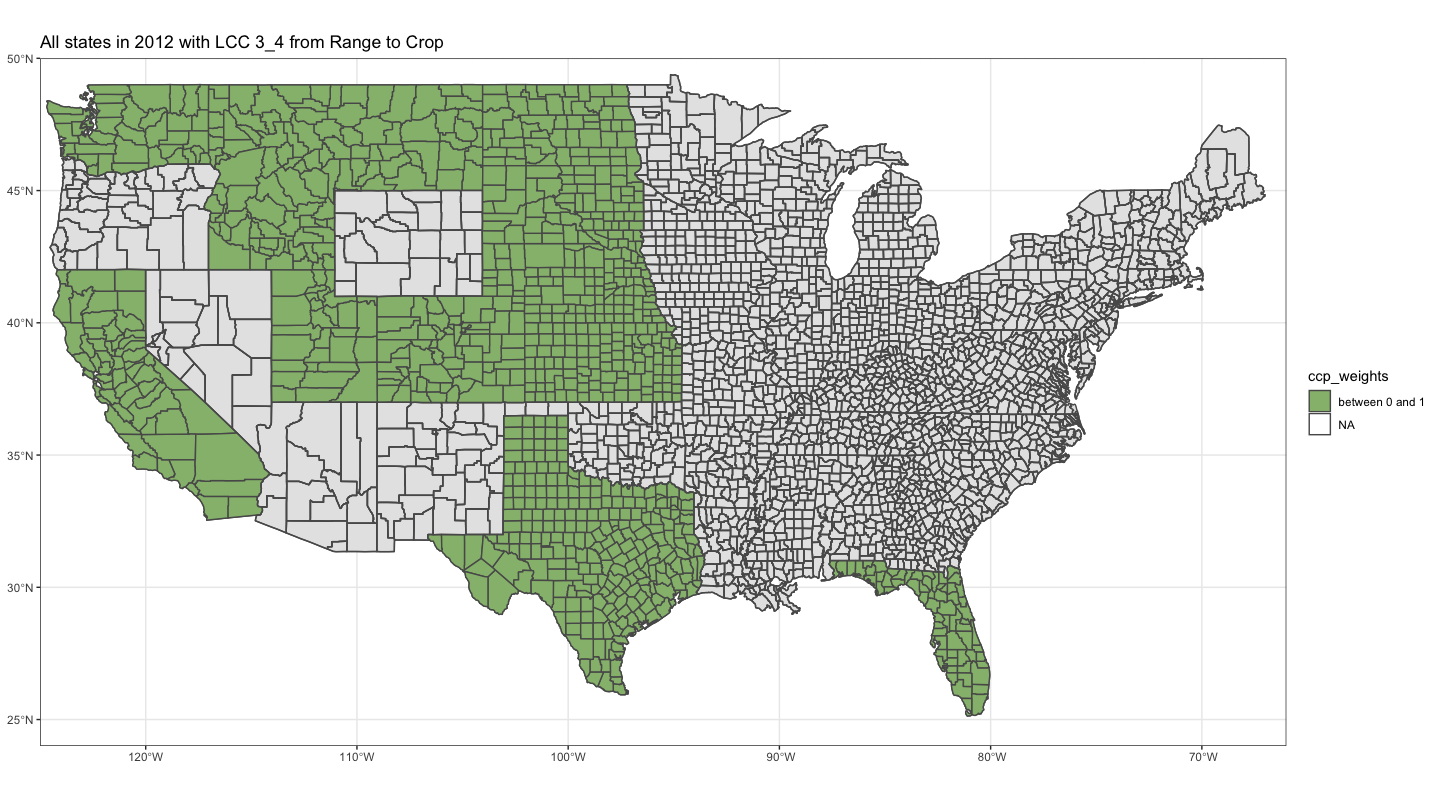 All states in 2012 with LCC 3_4 from Range to Crop
50°N
45°N
40°N
35°N
30°N
25°N
120°W
110°W
100°W
90°W
80°W
70°W
ccp_weights
between 0 and 1
NA